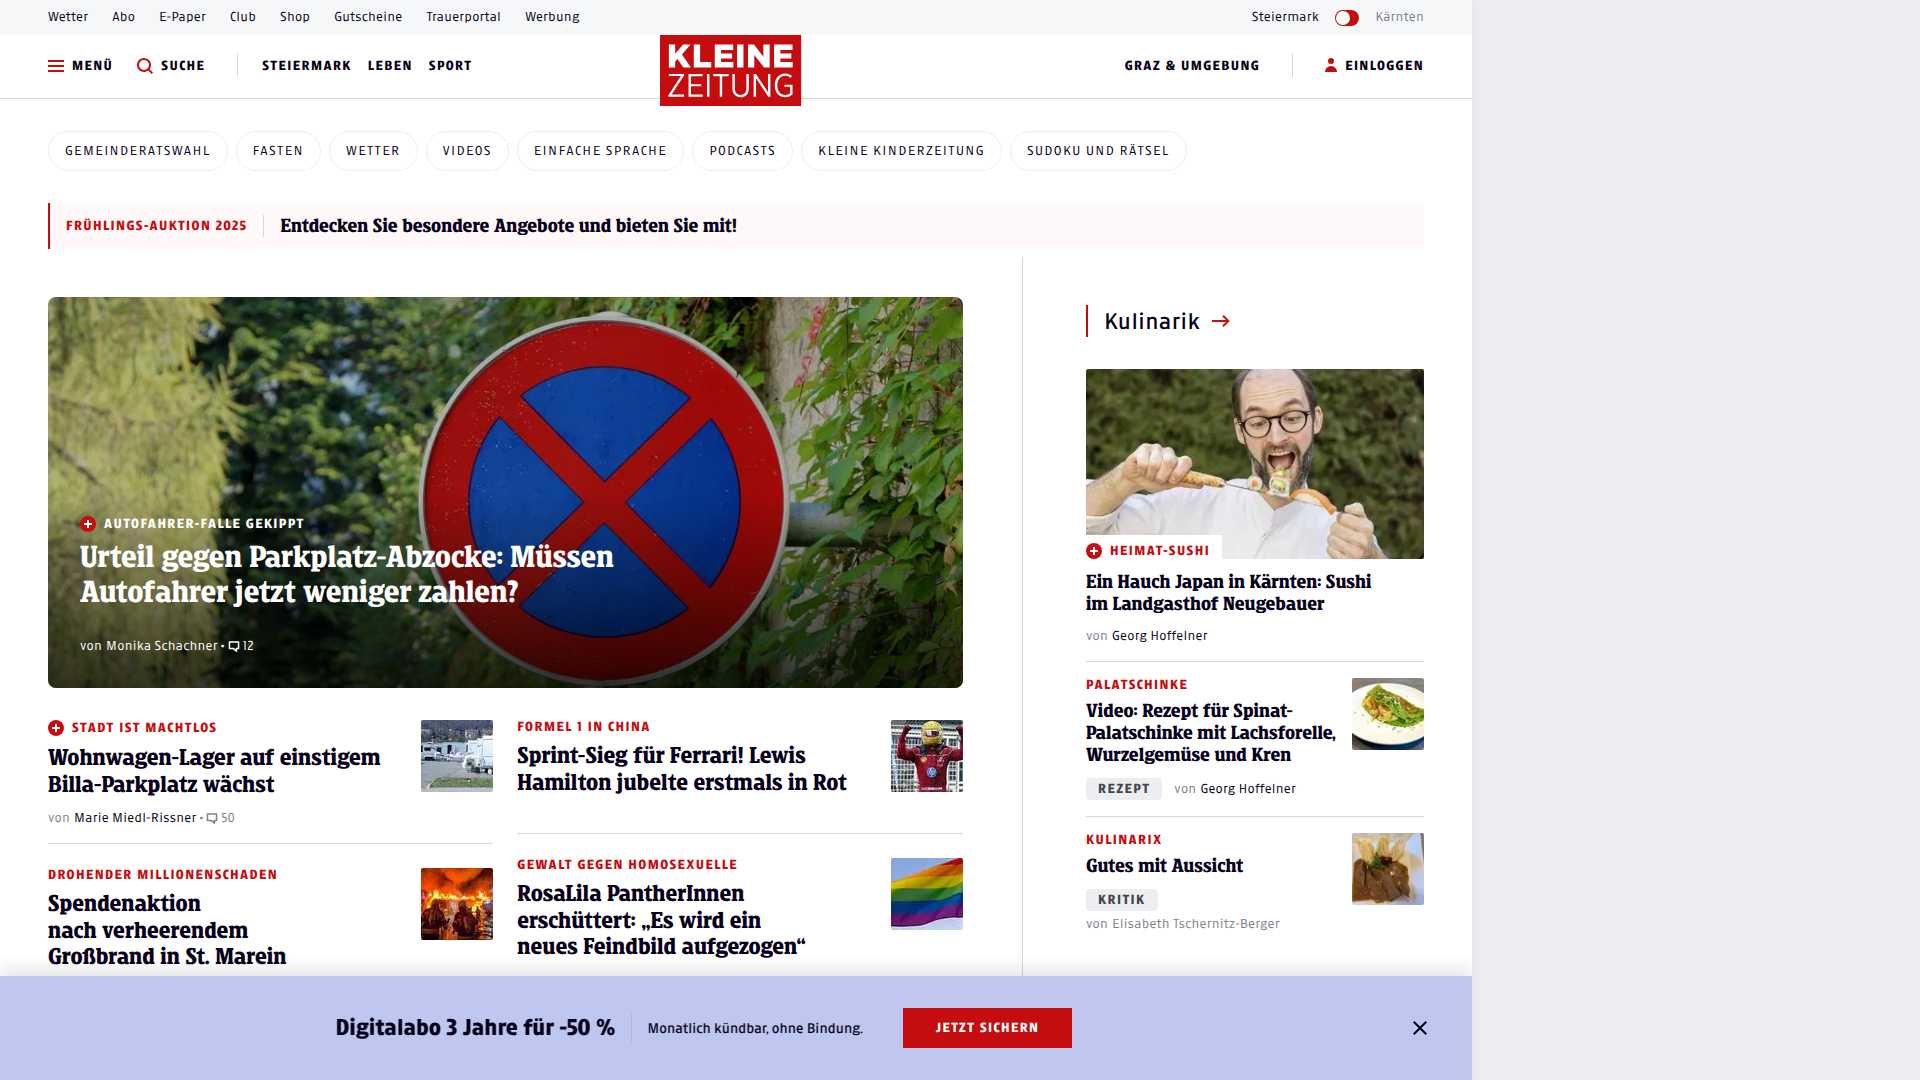 Wetter Abo E-Paper Club Shop Gutscheine Trauerportal Werbung Steiermark Kärnten
MENÜ SUCHE STEIERMARK LEBEN SPORT KLEINE ZEITUNG GRAZ & UMGEBUNG EINLOGGEN
GEMEINDERATSWAHL FASTEN WETTER VIDEOS EINFACHE SPRACHE PODCASTS KLEINE KINDERZEITUNG SUDOKU UND RÄTSEL
FRÜHLINGS-AUKTION 2025 Entdecken Sie besondere Angebote und bieten Sie mit!
AUTOFAHRER-FALLE GEKIPPT
Urteil gegen Parkplatz-Abzocke: Müssen
Autofahrer jetzt weniger zahlen?
von Monika Schachner • 12
STADT IST MACHTLOS
Wohnwagen-Lager auf einstigem
Billa-Parkplatz wächst
von Marie Miedl-Rissner • 50
DROHENDER MILLIONENSCHADEN
Spendenaktion
nach verheerendem
Großbrand in St. Marein
FORMEL 1 IN CHINA
Sprint-Sieg für Ferrari! Lewis
Hamilton jubelte erstmals in Rot
GEWALT GEGEN HOMOSEXUELLE
RosaLila PantherInnen
erschüttert: „Es wird ein
neues Feindbild aufgezogen“
Kulinarik
HEIMAT-SUSHI
Ein Hauch Japan in Kärnten: Sushi
im Landgasthof Neugebauer
von Georg Hoffelner
PALATSCHINKE
Video: Rezept für Spinat-
Palatschinke mit Lachsforelle,
Wurzelgemüse und Kren
REZEPT von Georg Hoffelner
KULINARIX
Gutes mit Aussicht
KRITIK
von Elisabeth Tschernitz-Berger
Digitalabo 3 Jahre für -50 % Monatlich kündbar, ohne Bindung. JETZT SICHERN